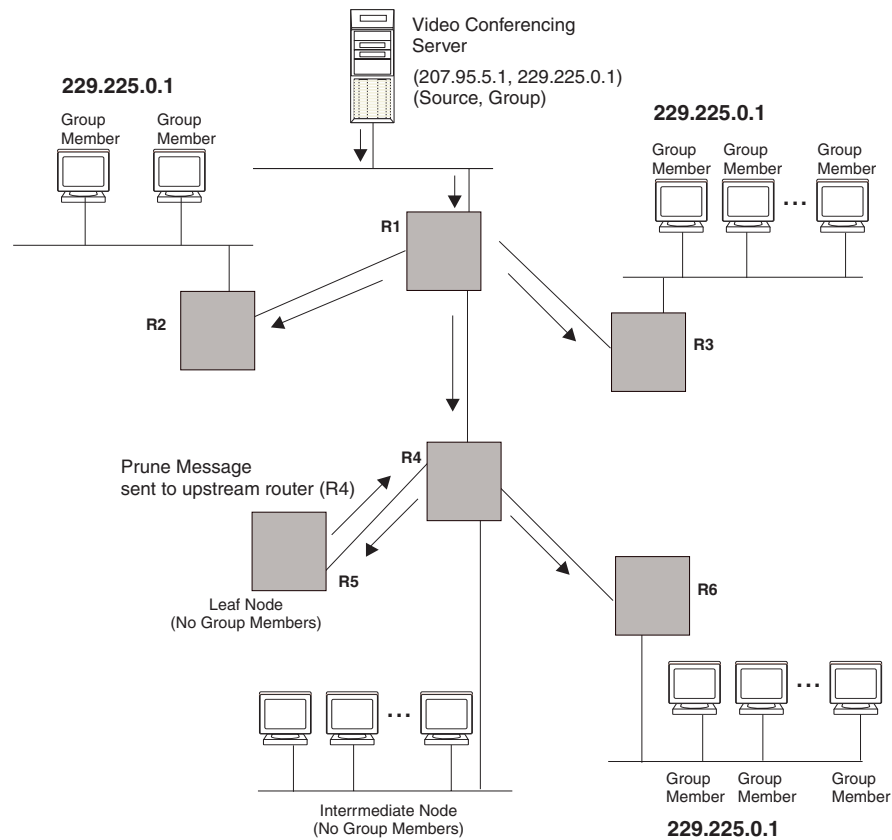 Video Conferencing
Server
(207.95.5.1, 229.225.0.1)
(Source, Group)
229.225.0.1
Group
Member
Group
Member
229.225.0.1
Group
Member
Group
Member
Group
Member
...
R1
R2
R3
R4
Prune Message
sent to upstream router (R4)
R5
Leaf Node
(No Group Members)
R6
...
...
Interrmediate Node
(No Group Members)
Group
Member
Group
Member
Group
Member
229.225.0.1